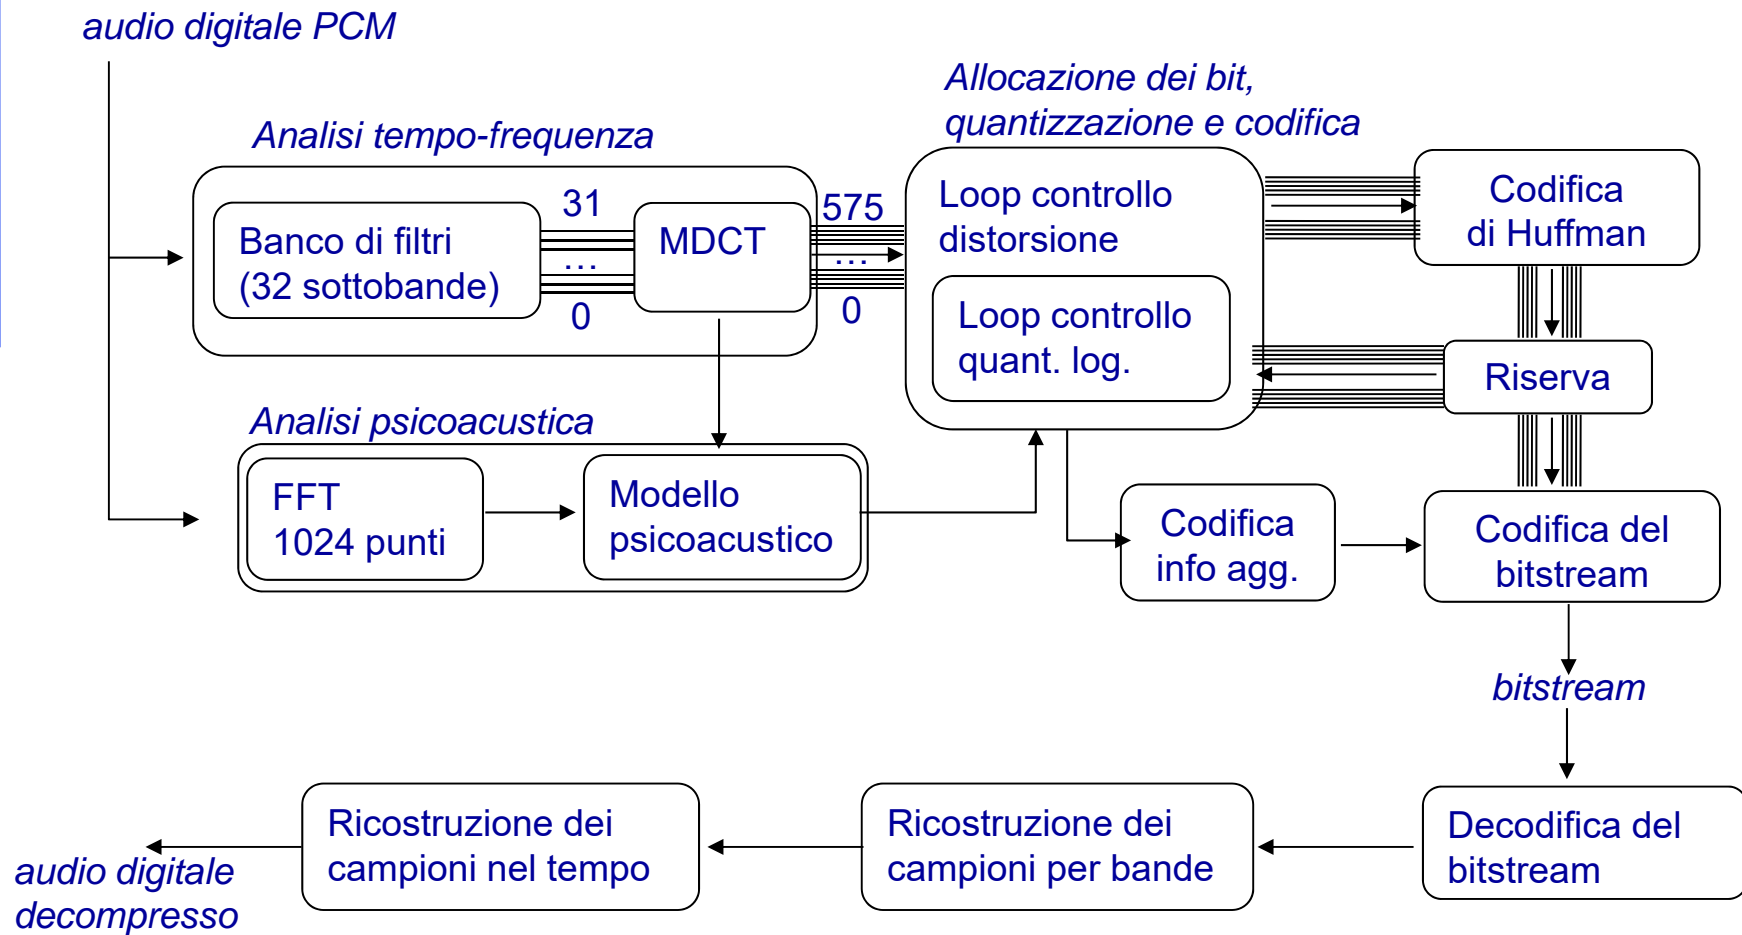 audio digitale PCM
Allocazione dei bit,
quantizzazione e codifica
Analisi tempo-frequenza
Banco di filtri
(32 sottobande)
31
...
0
MDCT
575
...
0
Loop controllo
distorsione
Loop controllo
quant. log.
Codifica
di Huffman
Riserva
Analisi psicoacustica
FFT
1024 punti
Modello
psicoacustico
Codifica
info agg.
Codifica del
bitstream
bitstream
Decodifica del
bitstream
Ricostruzione dei
campioni per bande
Ricostruzione dei
campioni nel tempo
audio digitale
decompresso